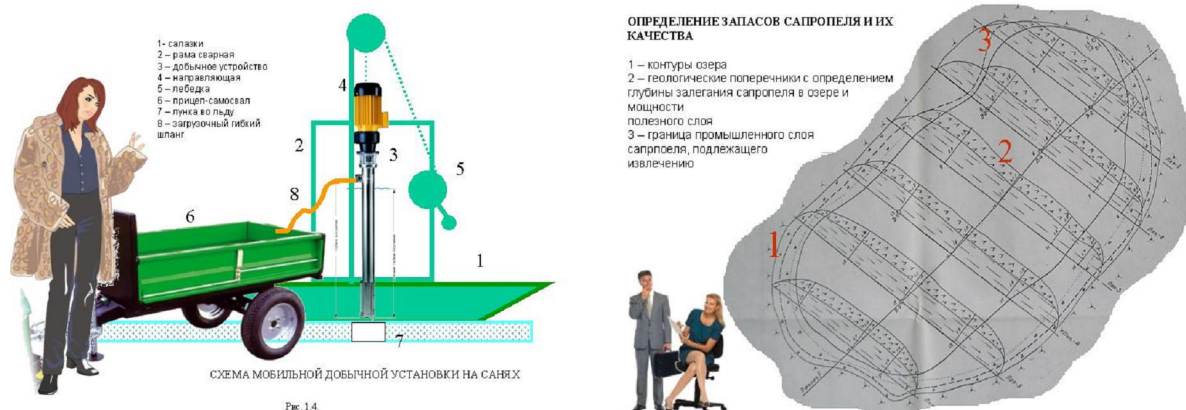 1- салазки
2 – рама сварная
3 – добычное устройство
4 – направляющая
5 – лебедка
6 – прицеп-самосвал
7 – лунка во льду
8 – загрузочный гибкий
шланг
4
2
3
5
8
6
1
7
СХЕМА МОБИЛЬНОЙ ДОБЫЧНОЙ УСТАНОВКИ НА САНЯХ
Рис. 1.4.
ОПРЕДЕЛЕНИЕ ЗАПАСОВ САПРОПЕЛЯ И ИХ
КАЧЕСТВА
1 – контуры озера
2 – геологические поперечники с определением
глубины залегания сапропеля в озере и
мощности
полезного слоя
3 – граница промышленного слоя
сапрпоеля, подлежащего
извлечению
3
2
1